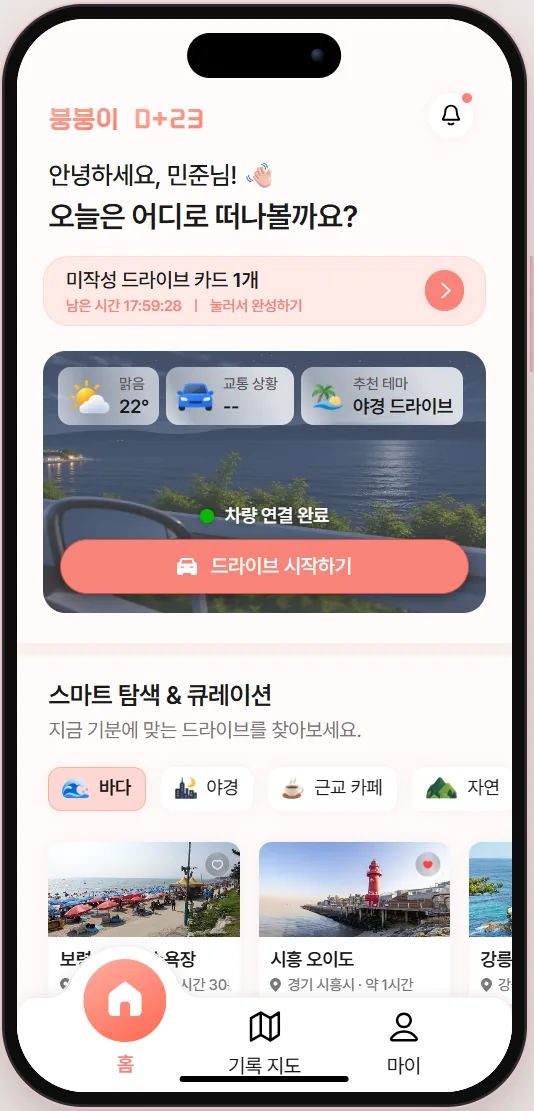 붕붕이 D+23
안녕하세요, 민준님! 👋
오늘은 어디로 떠나볼까요?
미작성 드라이브 카드 1개
남은 시간 17:59:28 | 눌러서 완성하기
맑음
22°
교통 상황
--
추천 테마
야경 드라이브
차량 연결 완료
드라이브 시작하기
스마트 탐색 & 큐레이션
지금 기분에 맞는 드라이브를 찾아보세요.
바다
야경
근교 카페
자연
시흥 오이도
경기 시흥시 · 약 1시간
강릉
홈
기록 지도
마이